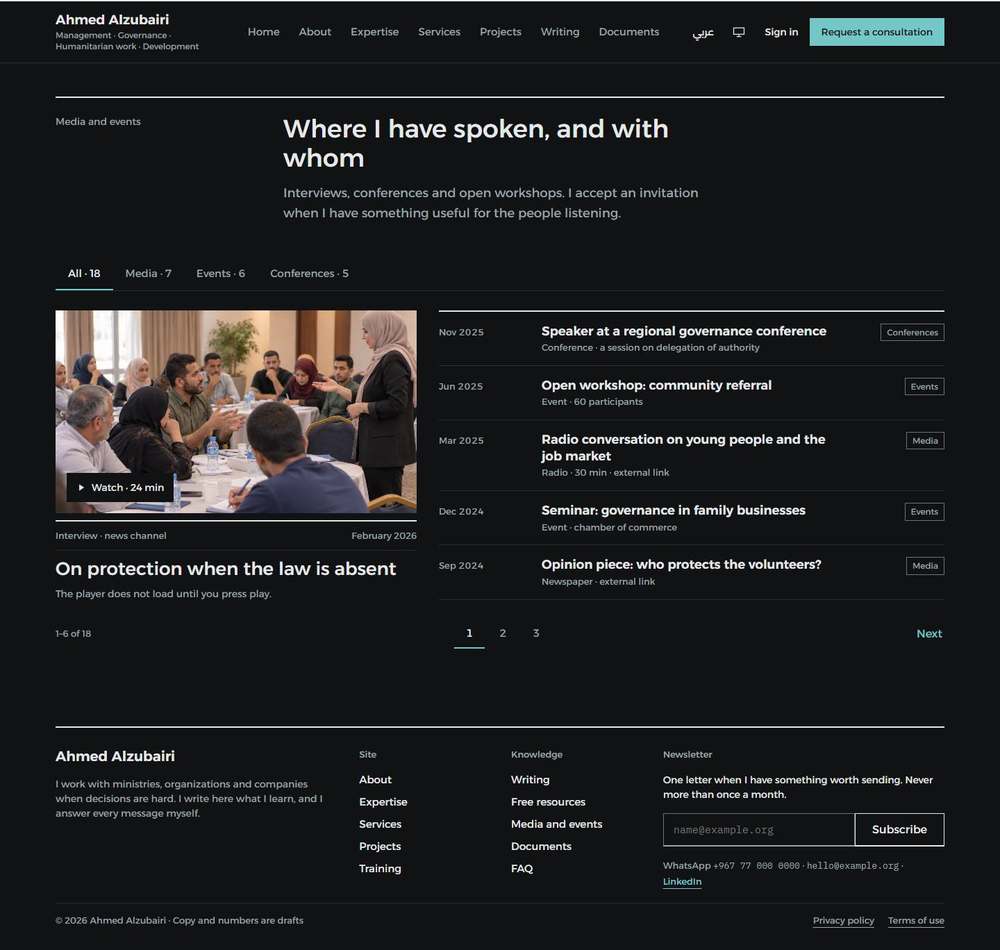 Ahmed Alzubairi
Management · Governance ·
Humanitarian work · Development
Home
About
Expertise
Services
Projects
Writing
Documents
عربي
Sign in
Request a consultation
Media and events
Where I have spoken, and with
whom
Interviews, conferences and open workshops. I accept an invitation
when I have something useful for the people listening.
All · 18
Media · 7
Events · 6
Conferences · 5
Watch · 24 min
Interview · news channel
February 2026
On protection when the law is absent
The player does not load until you press play.
Nov 2025
Speaker at a regional governance conference
Conference · a session on delegation of authority
Conferences
Jun 2025
Open workshop: community referral
Event · 60 participants
Events
Mar 2025
Radio conversation on young people and the
job market
Radio · 30 min · external link
Media
Dec 2024
Seminar: governance in family businesses
Event · chamber of commerce
Events
Sep 2024
Opinion piece: who protects the volunteers?
Newspaper · external link
Media
1–6 of 18
1
2
3
Next
Ahmed Alzubairi
I work with ministries, organizations and companies
when decisions are hard. I write here what I learn, and I
answer every message myself.
Site
About
Expertise
Services
Projects
Training
Knowledge
Writing
Free resources
Media and events
Documents
FAQ
Newsletter
One letter when I have something worth sending. Never
more than once a month.
name@example.org
Subscribe
WhatsApp +967 77 000 0000 · hello@example.org ·
LinkedIn
© 2026 Ahmed Alzubairi · Copy and numbers are drafts
Privacy policy
Terms of use